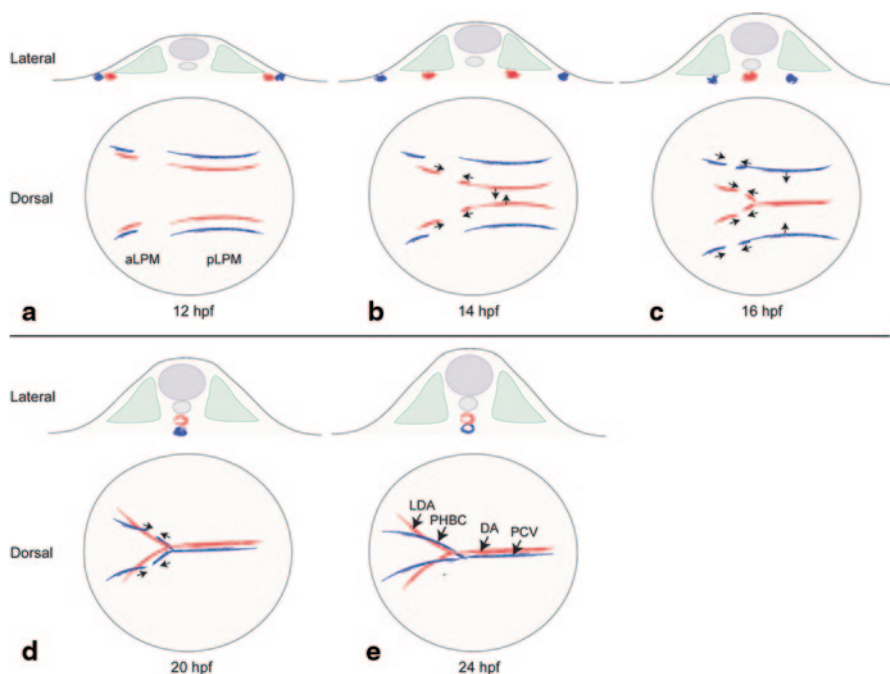 Lateral
Dorsal
aLPM pLPM
a 12 hpf b 14 hpf c 16 hpf
Lateral
Dorsal
LDA
PHBC
DA PCV
d 20 hpf e 24 hpf